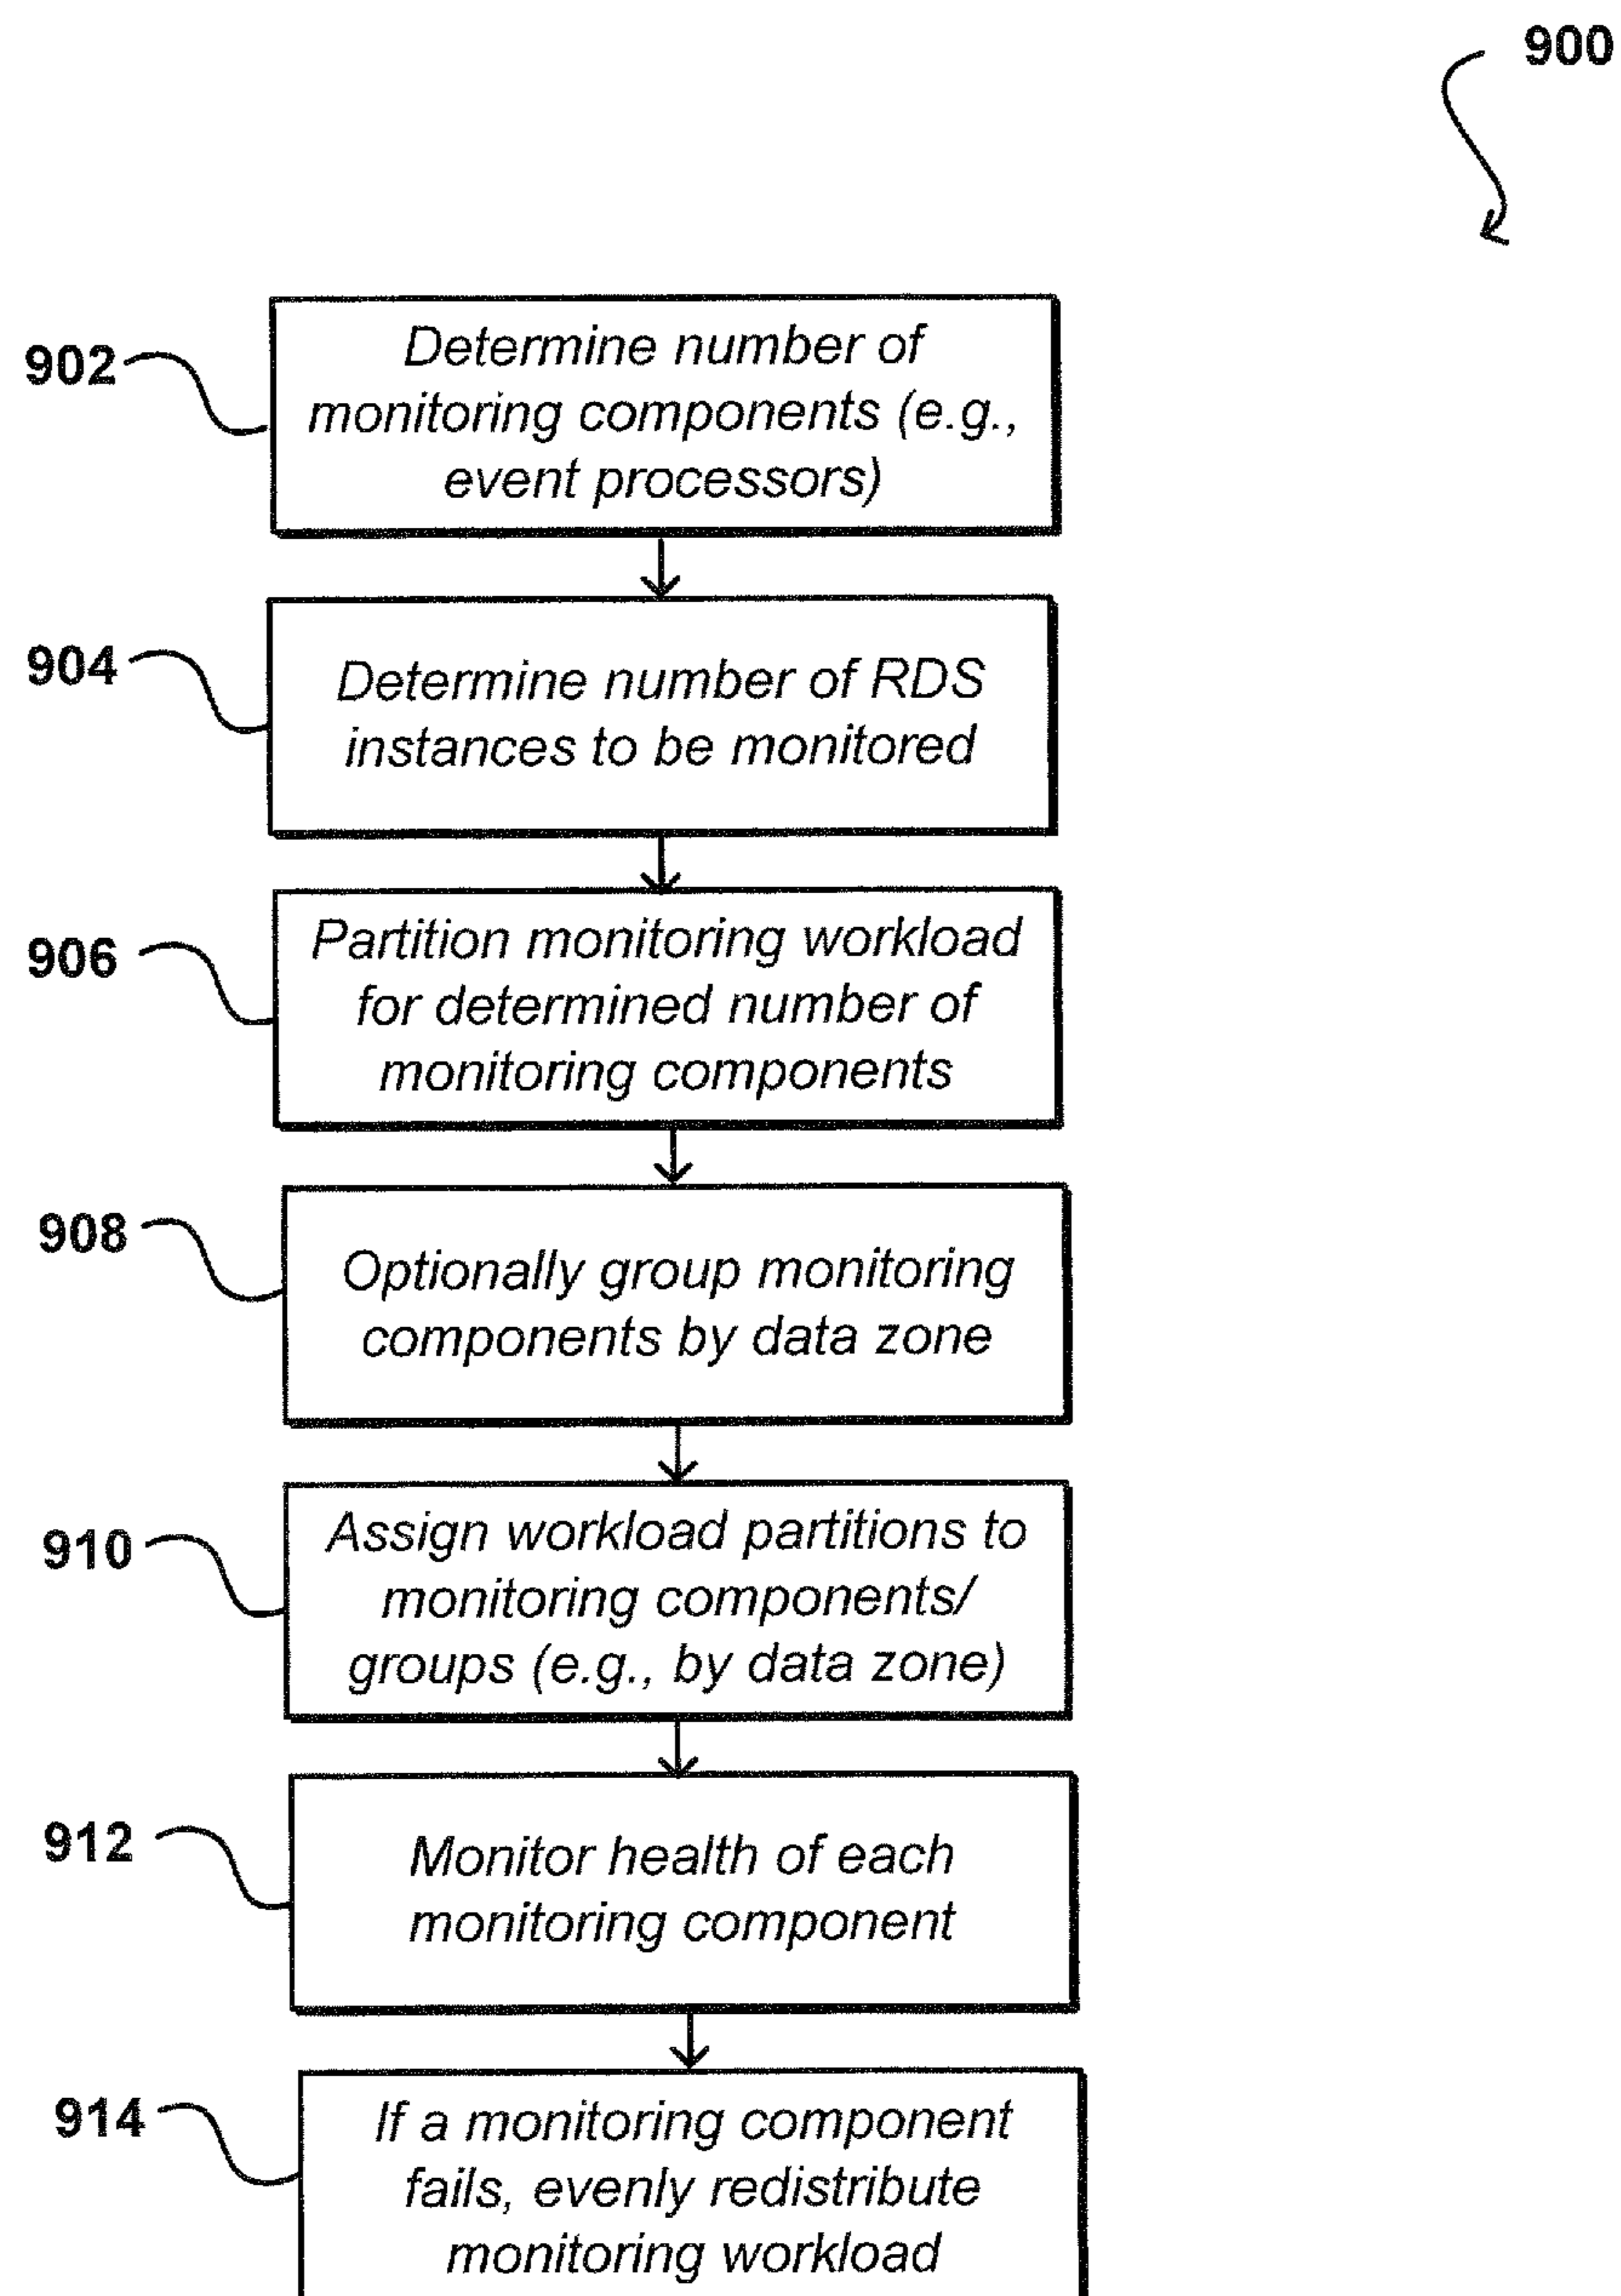 900
902
Determine number of
monitoring components (e.g.,
event processors)
904
Determine number of RDS
instances to be monitored
906
Partition monitoring workload
for determined number of
monitoring components
908
Optionally group monitoring
components by data zone
910
Assign workload partitions to
monitoring components/
groups (e.g., by data zone)
912
Monitor health of each
monitoring component
914
If a monitoring component
fails, evenly redistribute
monitoring workload